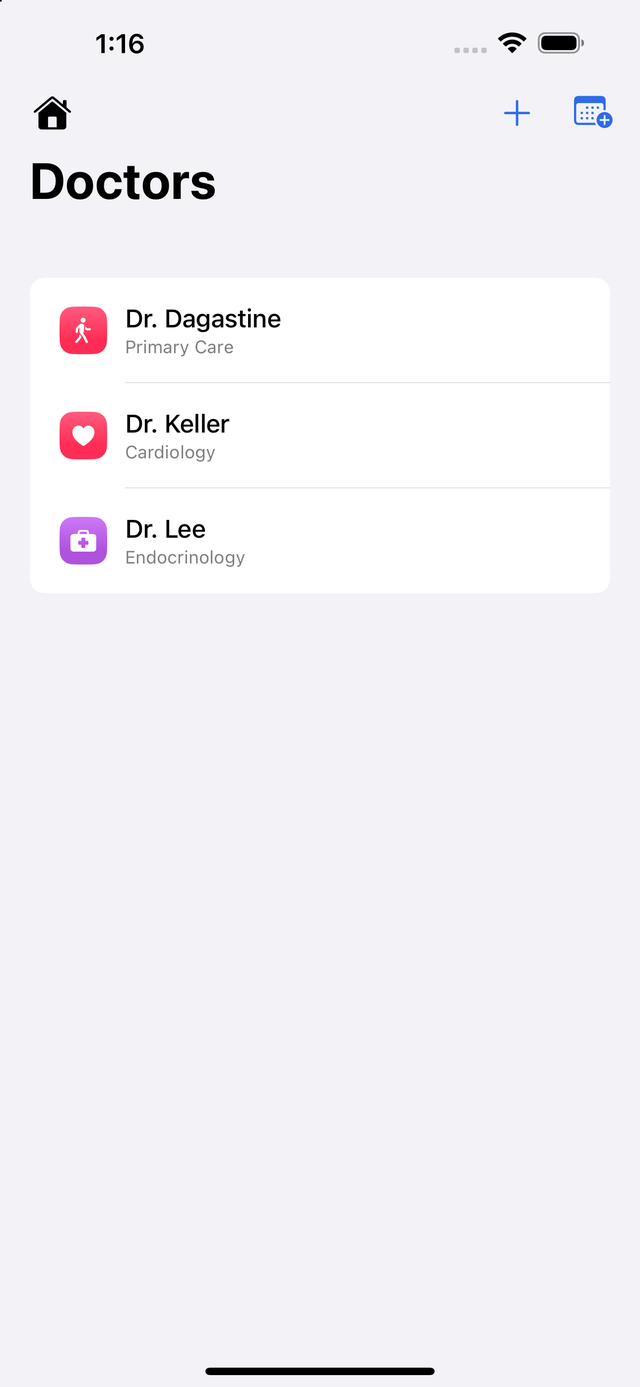 1:16
Doctors
Dr. Dagastine
Primary Care
Dr. Keller
Cardiology
Dr. Lee
Endocrinology